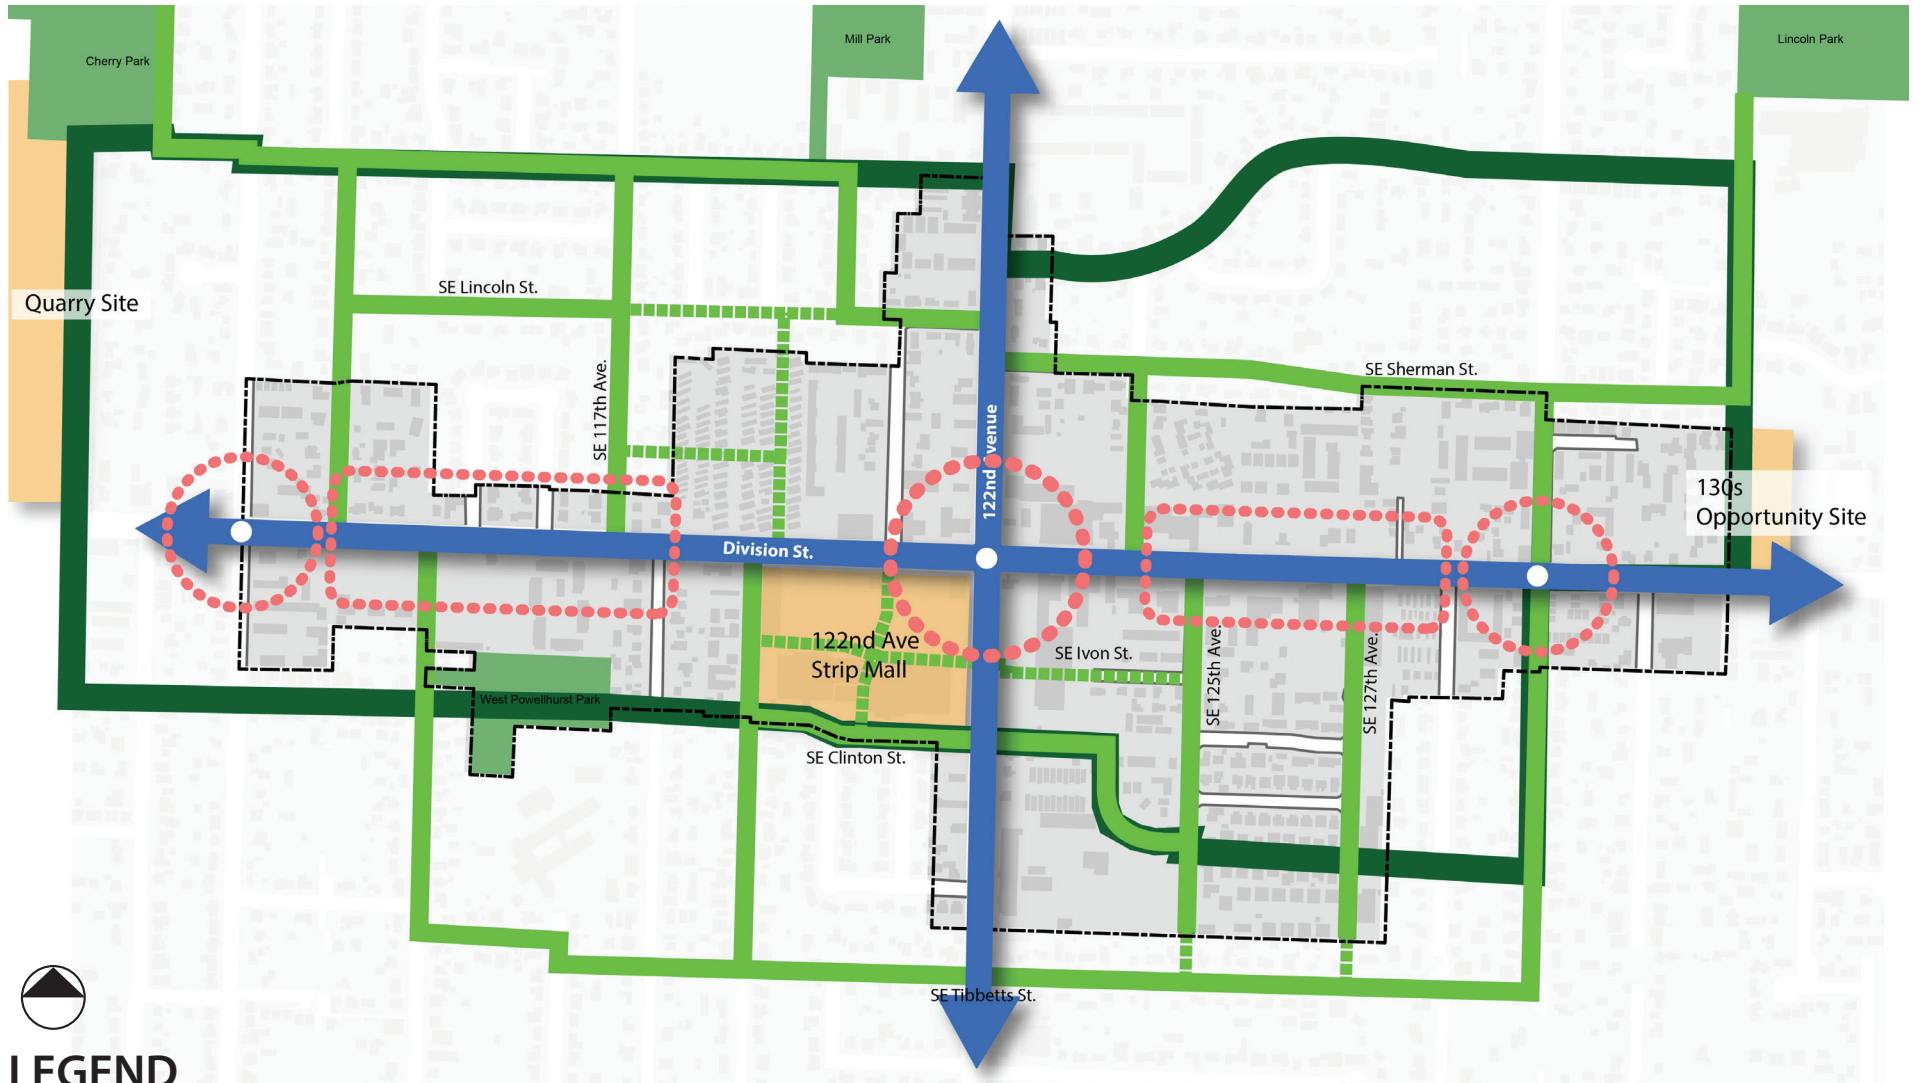 Cherry Park
Mill Park
Lincoln Park
Quarry Site
SE Lincoln St.
SE 117th Ave.
SE Sherman St.
122nd Avenue
130s
Opportunity Site
Division St.
122nd Ave
Strip Mall
SE Ivon St.
SE 125th Ave.
SE 127th Ave.
West Powellhurst Park
SE Clinton St.
SE Tibbetts St.
LEGEND